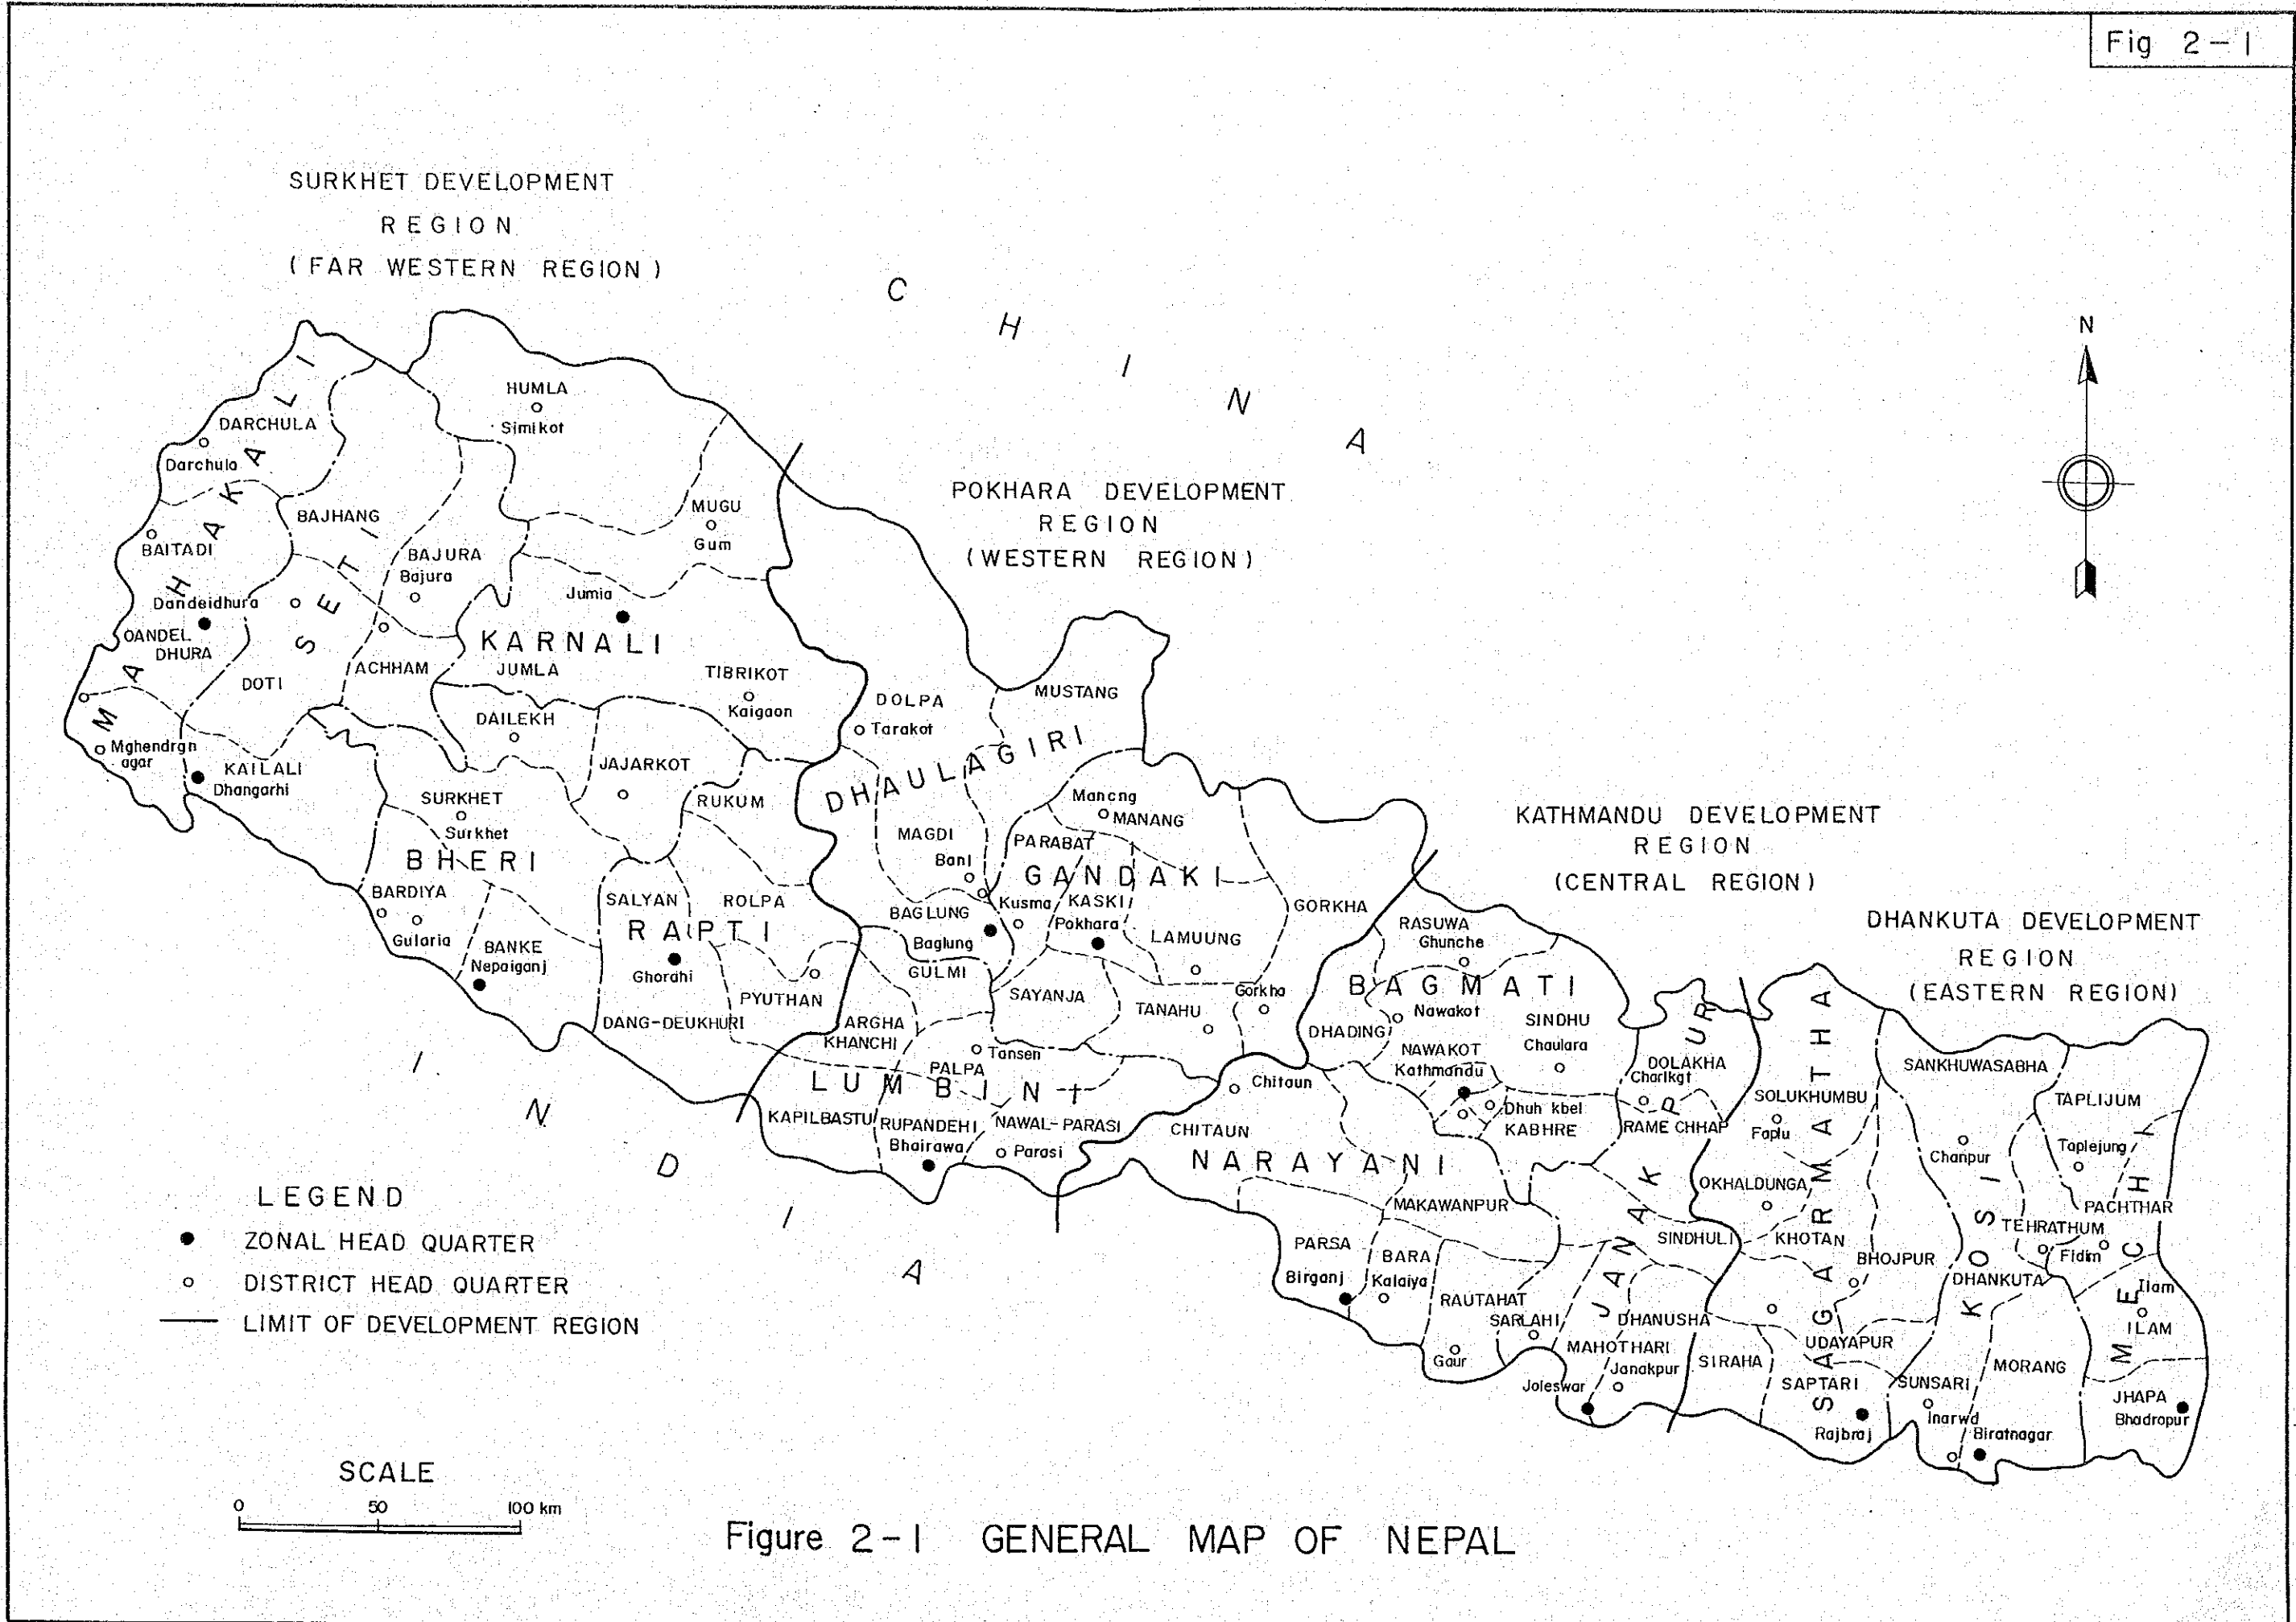 Fig 2-1
SURKHET DEVELOPMENT
REGION
(FAR WESTERN REGION)
CHINA
N
POKHARA DEVELOPMENT
REGION
(WESTERN REGION)
KATHMANDU DEVELOPMENT
REGION
(CENTRAL REGION)
DHANKUTA DEVELOPMENT
REGION
(EASTERN REGION)
MAHAKALI
DARCHULA
Darchula
BAITADI
Dandeidhura
OANDEL
DHURA
Mghendrgn
agar
SETI
BAJHANG
BAJURA
Bajura
DOTI
ACHHAM
KAILALI
Dhangarhi
HUMLA
Simikot
MUGU
Gum
Jumia
KARNALI
JUMLA
TIBRIKOT
Kaigaon
DAILEKH
JAJARKOT
SURKHET
Surkhet
BHERI
BARDIYA
Gularia
BANKE
Nepaiganj
RUKUM
SALYAN
ROLPA
RAPTI
Ghorahi
PYUTHAN
DANG-DEUKHURI
DOLPA
Tarakot
MUSTANG
DHAULAGIRI
MAGDI
Banl
PARABAT
Kusma
BAGLUNG
Baglung
Manang
MANANG
GANDAKI
KASKI
Pokhara
LAMUUNG
GORKHA
Gorkha
SAYANJA
TANAHU
GULMI
ARGHA
KHANCHI
Tansen
PALPA
LUMBINI
KAPILBASTU
RUPANDEHI
Bhairawa
NAWAL-PARASI
Parasi
RASUWA
Ghunche
BAGMATI
Nawakot
DHADING
NAWAKOT
Kathmandu
SINDHU
Chaulara
Dhuh kbel
KABHRE
Chitaun
CHITAUN
NARAYANI
MAKAWANPUR
PARSA
Birganj
BARA
Kalaiya
RAUTAHAT
Gaur
JANAKPUR
DOLAKHA
Charikgt
RAME CHHAP
SINDHULI
SARLAHI
DHANUSHA
MAHOTHARI
Janakpur
Joleswar
SAGARMATHA
SOLUKHUMBU
Faplu
OKHALDUNGA
KHOTAN
BHOJPUR
UDAYAPUR
SIRAHA
SAPTARI
Rajbraj
KOSI
SANKHUWASABHA
Chanpur
TEHRATHUM
DHANKUTA
SUNSARI
Inarwd
MORANG
Biratnagar
MECHI
TAPLIJUM
Taplejung
PACHTHAR
Fidim
Ilam
ILAM
JHAPA
Bhadropur
INDIA
LEGEND
ZONAL HEAD QUARTER
DISTRICT HEAD QUARTER
LIMIT OF DEVELOPMENT REGION
SCALE
0 50 100 km
Figure 2-1 GENERAL MAP OF NEPAL